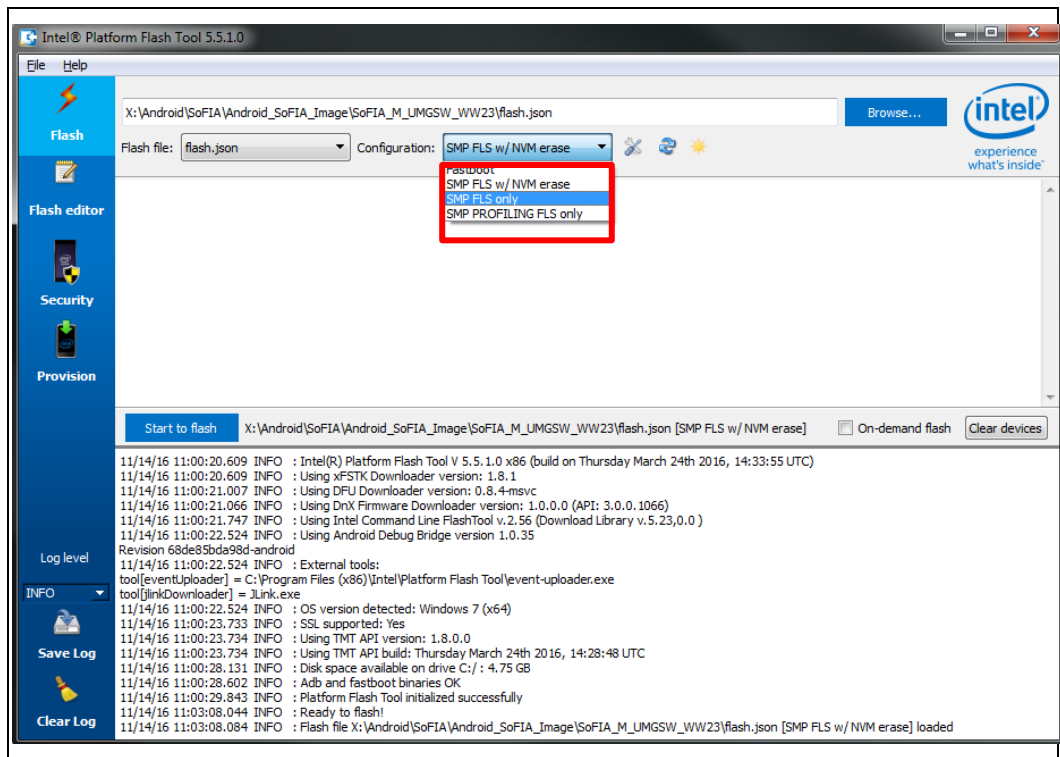 Intel® Platform Flash Tool 5.5.1.0
File Help
Flash
Flash editor
Security
Provision
Log level
INFO
Save Log
Clear Log
X:\Android\SoFIA\Android_SoFIA_Image\SoFIA_M_UMGSW_WW23\flash.json
Browse...
Flash file: flash.json Configuration: SMP FLS w/ NVM erase
intel
experience
what's inside™
Fastboot
SMP FLS w/ NVM erase
SMP FLS only
SMP PROFILING FLS only
Start to flash X:\Android\SoFIA\Android_SoFIA_Image\SoFIA_M_UMGSW_WW23\flash.json [SMP FLS w/ NVM erase] On-demand flash Clear devices
11/14/16 11:00:20.609 INFO : Intel(R) Platform Flash Tool V 5.5.1.0 x86 (build on Thursday March 24th 2016, 14:33:55 UTC)
11/14/16 11:00:20.609 INFO : Using xFSTK Downloader version: 1.8.1
11/14/16 11:00:21.007 INFO : Using DFU Downloader version: 0.8.4-msvc
11/14/16 11:00:21.066 INFO : Using DnX Firmware Downloader version: 1.0.0.0 (API: 3.0.0.1066)
11/14/16 11:00:21.747 INFO : Using Intel Command Line FlashTool v.2.56 (Download Library v.5.23,0.0 )
11/14/16 11:00:22.524 INFO : Using Android Debug Bridge version 1.0.35
Revision 68de85bda98d-android
11/14/16 11:00:22.524 INFO : External tools:
tool[eventUploader] = C:\Program Files (x86)\Intel\Platform Flash Tool\event-uploader.exe
tool[jlinkDownloader] = JLink.exe
11/14/16 11:00:22.524 INFO : OS version detected: Windows 7 (x64)
11/14/16 11:00:23.733 INFO : SSL supported: Yes
11/14/16 11:00:23.734 INFO : Using TMT API version: 1.8.0.0
11/14/16 11:00:23.734 INFO : Using TMT API build: Thursday March 24th 2016, 14:28:48 UTC
11/14/16 11:00:28.131 INFO : Disk space available on drive C:/ : 4.75 GB
11/14/16 11:00:28.602 INFO : Adb and fastboot binaries OK
11/14/16 11:00:29.843 INFO : Platform Flash Tool initialized successfully
11/14/16 11:03:08.044 INFO : Ready to flash!
11/14/16 11:03:08.084 INFO : Flash file X:\Android\SoFIA\Android_SoFIA_Image\SoFIA_M_UMGSW_WW23\flash.json [SMP FLS w/ NVM erase] loaded